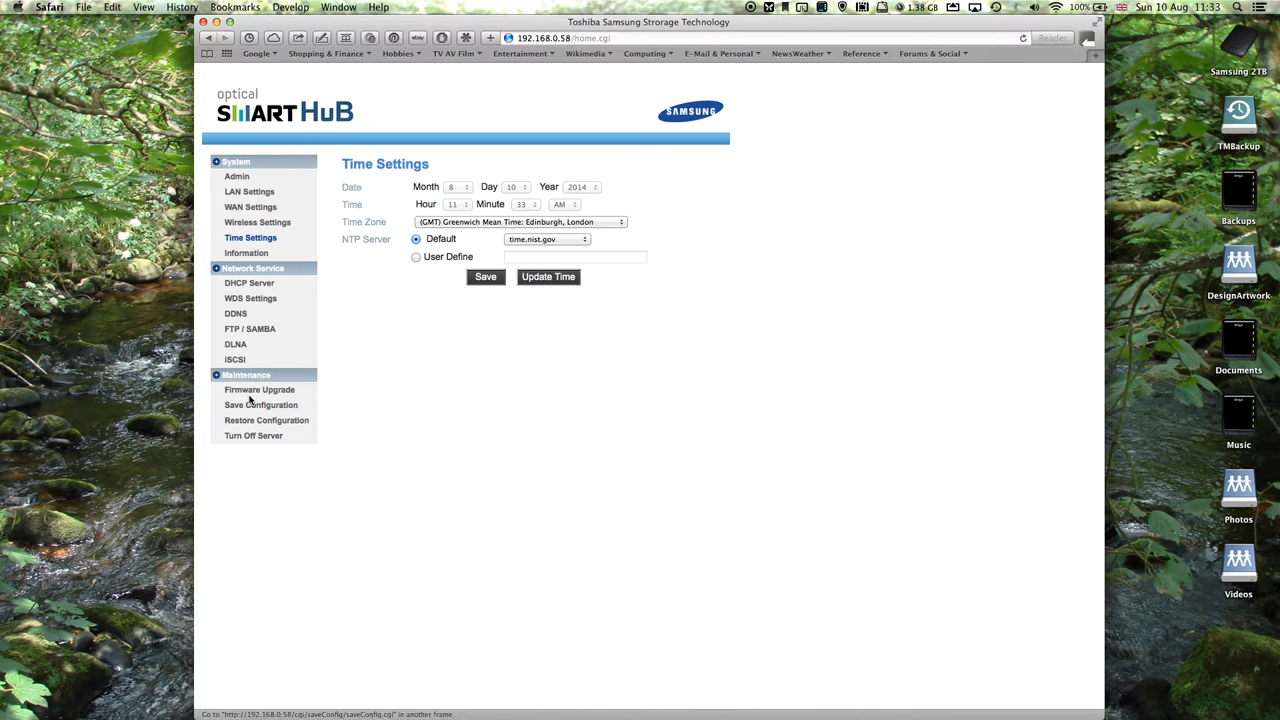 Safari File Edit View History Bookmarks Develop Window Help 1.38 GB 100% Sun 10 Aug 11:33
Toshiba Samsung Strorage Technology
192.168.0.58/home.cgi Reader
Google Shopping & Finance Hobbies TV AV Film Entertainment Wikimedia Computing E-Mail & Personal NewsWeather Reference Forums & Social
optical
SMART HuB
SAMSUNG
System
Admin
LAN Settings
WAN Settings
Wireless Settings
Time Settings
Information
Network Service
DHCP Server
WDS Settings
DDNS
FTP / SAMBA
DLNA
iSCSI
Maintenance
Firmware Upgrade
Save Configuration
Restore Configuration
Turn Off Server
Time Settings
Date Month 8 Day 10 Year 2014
Time Hour 11 Minute 33 AM
Time Zone (GMT) Greenwich Mean Time: Edinburgh, London
NTP Server Default time.nist.gov
User Define
Save Update Time
Samsung 2TB
TMBackup
Backups
DesignArtwork
Documents
Music
Photos
Videos
Go to "http://192.168.0.58/cgi/saveConfig/saveConfig.cgi" in another frame